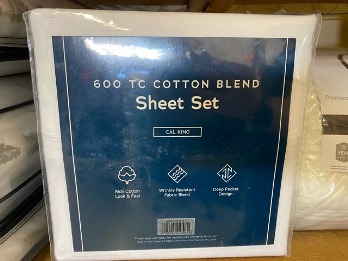 600 TC COTTON BLEND
Sheet Set
CAL KING
Rich Cotton
Look & Feel
Wrinkle Resistant
Fabric Blend
Deep Pocket
Design
Premium